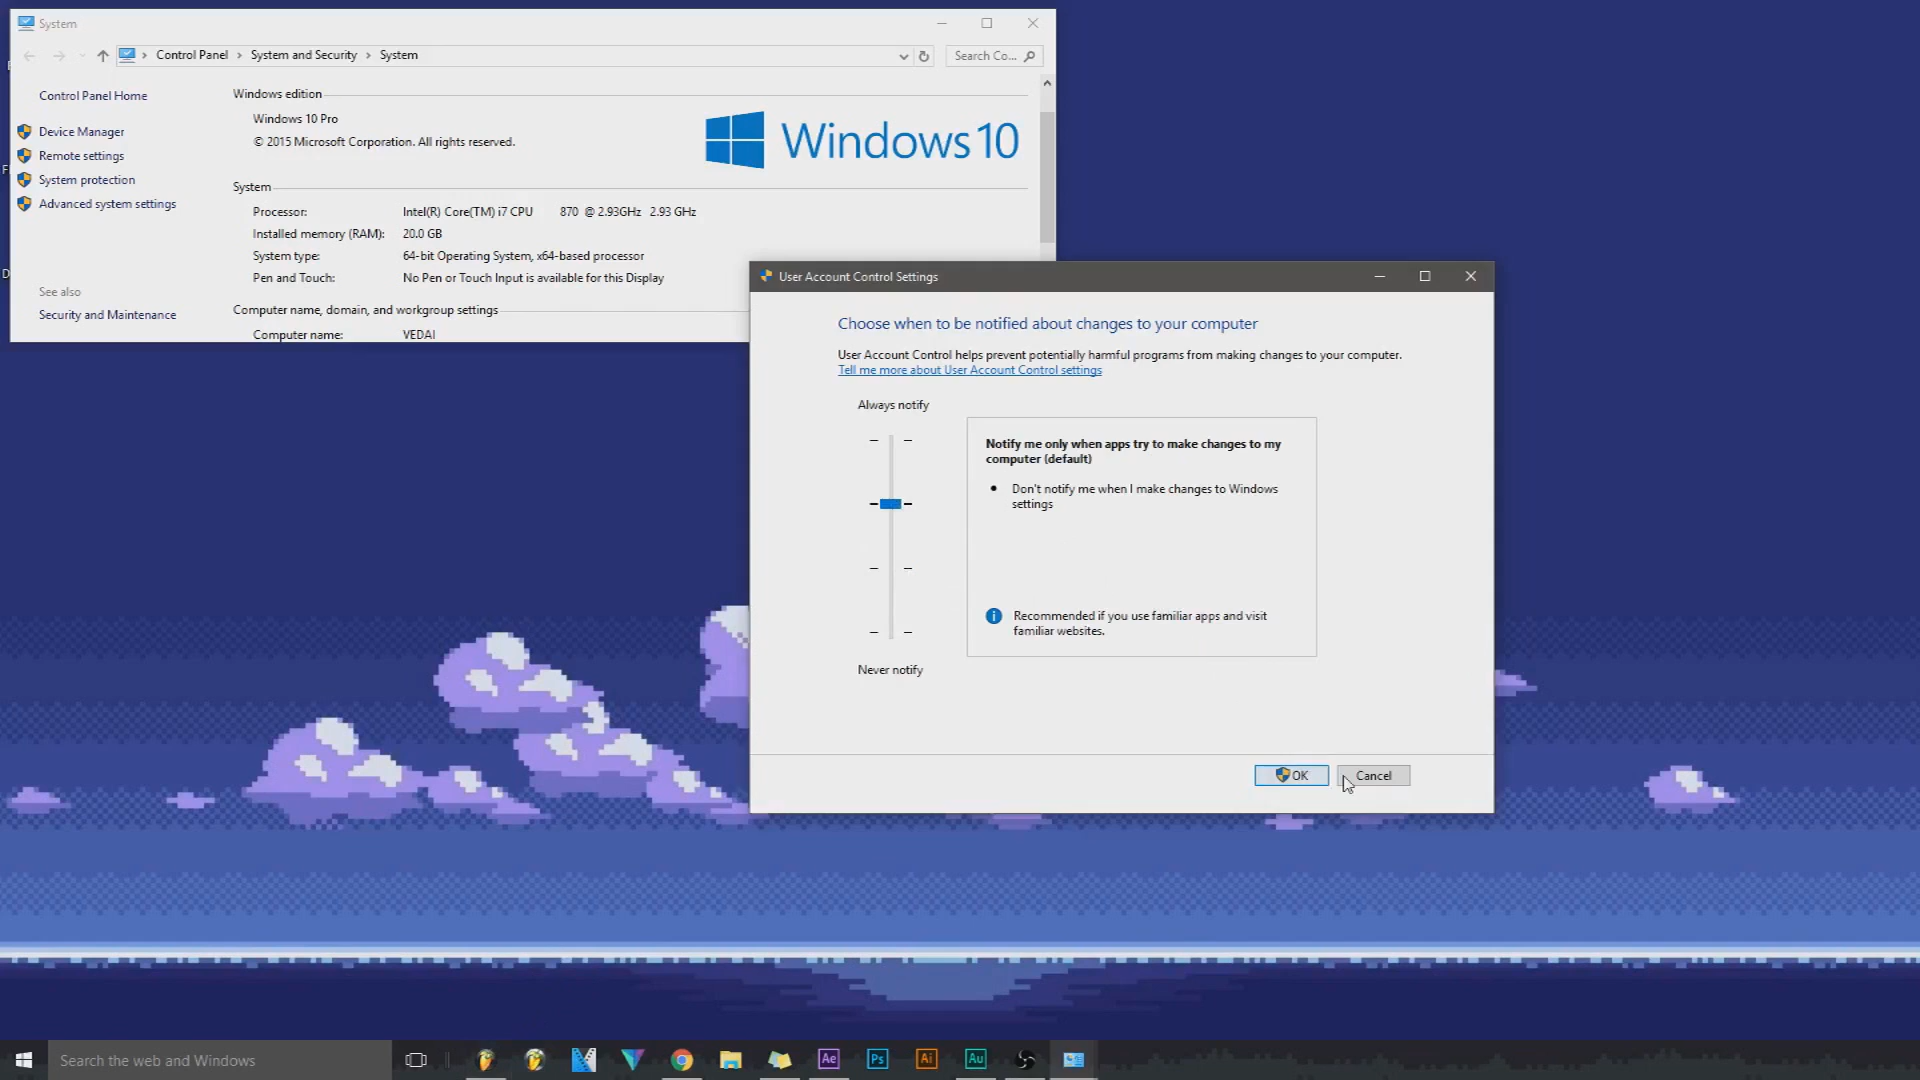 System
Control Panel > System and Security > System
Search Co...
Control Panel Home
Device Manager
Remote settings
System protection
Advanced system settings
See also
Security and Maintenance
Windows edition
Windows 10 Pro
© 2015 Microsoft Corporation. All rights reserved.
Windows 10
System
Processor: Intel(R) Core(TM) i7 CPU 870 @ 2.93GHz 2.93 GHz
Installed memory (RAM): 20.0 GB
System type: 64-bit Operating System, x64-based processor
Pen and Touch: No Pen or Touch Input is available for this Display
Computer name, domain, and workgroup settings
Computer name: VEDAI
User Account Control Settings
Choose when to be notified about changes to your computer
User Account Control helps prevent potentially harmful programs from making changes to your computer.
Tell me more about User Account Control settings
Always notify
Notify me only when apps try to make changes to my
computer (default)
• Don't notify me when I make changes to Windows
settings
Recommended if you use familiar apps and visit
familiar websites.
Never notify
OK
Cancel
Search the web and Windows
Ae
Ps
Ai
Au